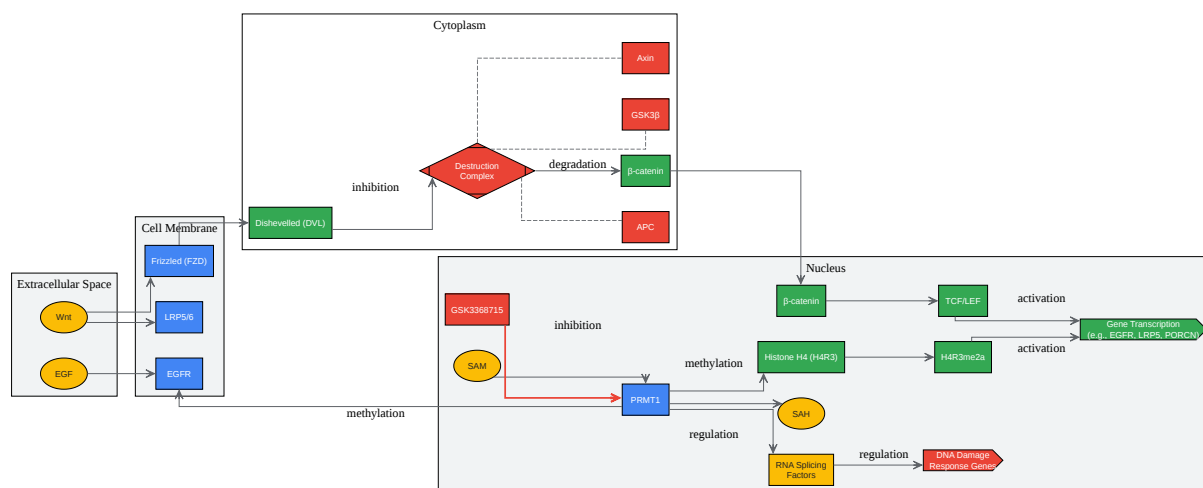 Cytoplasm
Axin
GSK3β
Destruction
Complex
degradation
β-catenin
inhibition
APC
Dishevelled (DVL)
Cell Membrane
Frizzled (FZD)
Extracellular Space
Wnt
LRP5/6
EGF
EGFR
methylation
Nucleus
GSK3368715
inhibition
β-catenin
TCF/LEF
activation
Gene Transcription
(e.g., EGFR, LRP5, PORCN)
activation
SAM
methylation
Histone H4 (H4R3)
H4R3me2a
PRMT1
SAH
regulation
RNA Splicing
Factors
regulation
DNA Damage
Response Genes